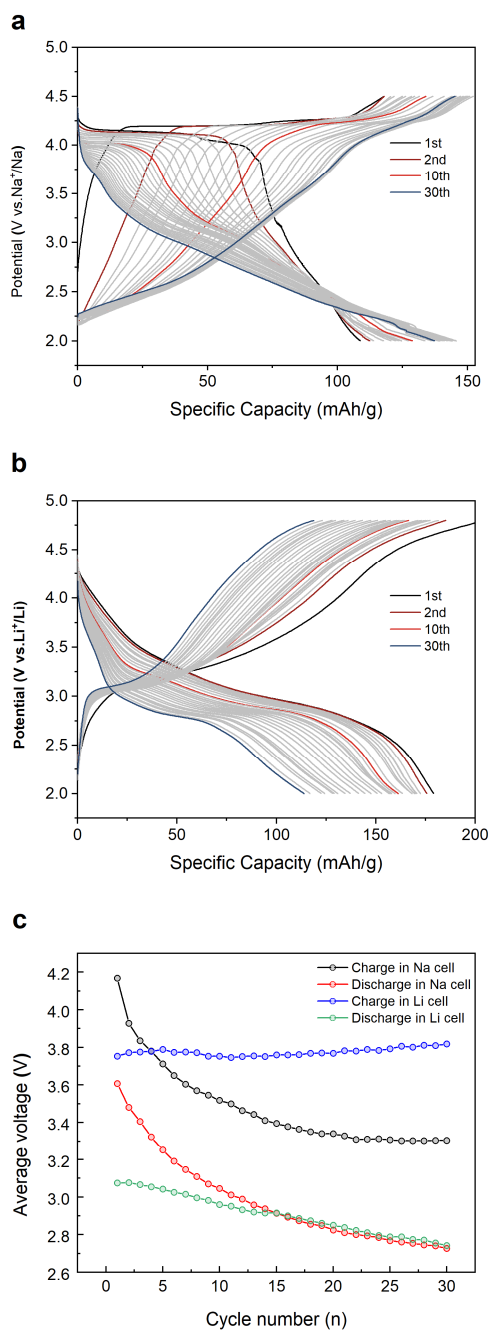 a
5.0
4.5
4.0
3.5
3.0
2.5
2.0
Potential (V vs.Na⁺/Na)
1st
2nd
10th
30th
0
50
100
150
Specific Capacity (mAh/g)
b
5.0
4.5
4.0
3.5
3.0
2.5
2.0
Potential (V vs.Li⁺/Li)
1st
2nd
10th
30th
0
50
100
150
200
Specific Capacity (mAh/g)
c
4.2
4.0
3.8
3.6
3.4
3.2
3.0
2.8
2.6
Average voltage (V)
Charge in Na cell
Discharge in Na cell
Charge in Li cell
Discharge in Li cell
0
5
10
15
20
25
30
Cycle number (n)